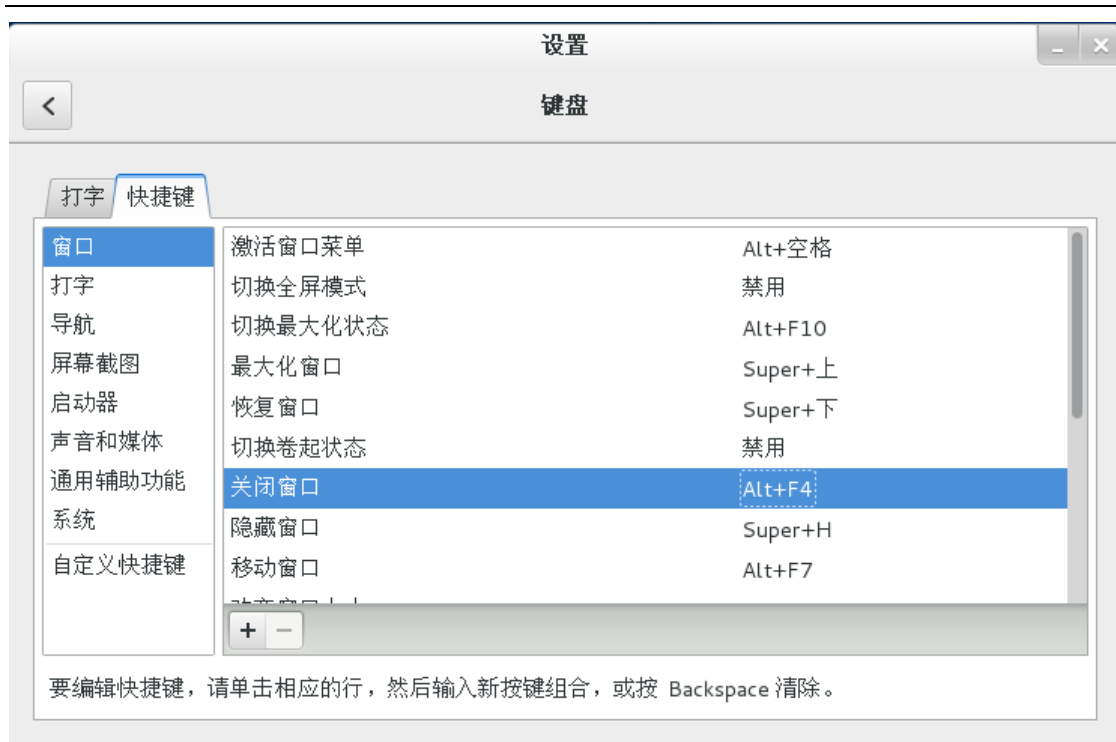 设置
键盘
打字 快捷键
窗口
打字
导航
屏幕截图
启动器
声音和媒体
通用辅助功能
系统
自定义快捷键
激活窗口菜单 Alt+空格
切换全屏模式 禁用
切换最大化状态 Alt+F10
最大化窗口 Super+上
恢复窗口 Super+下
切换卷起状态 禁用
关闭窗口 Alt+F4
隐藏窗口 Super+H
移动窗口 Alt+F7
要编辑快捷键，请单击相应的行，然后输入新按键组合，或按 Backspace 清除。